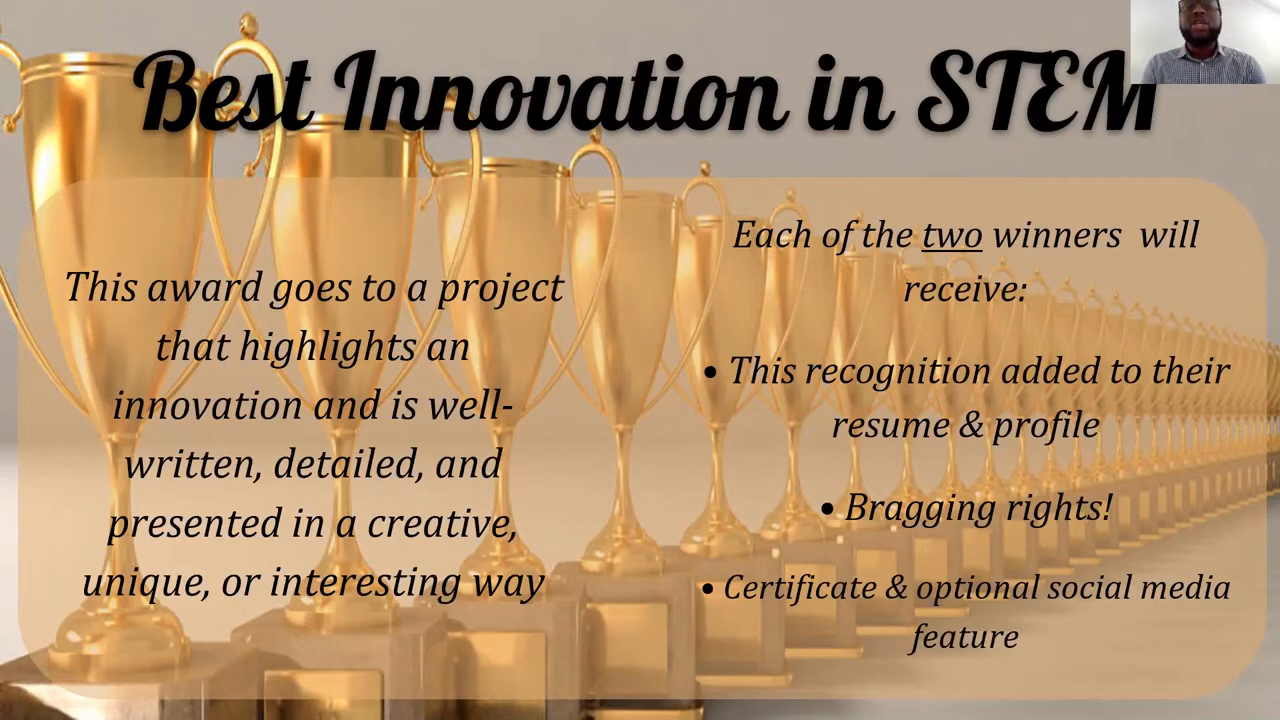 Best Innovation in STEM
This award goes to a project
that highlights an
innovation and is well-
written, detailed, and
presented in a creative,
unique, or interesting way
Each of the two winners will
receive:
• This recognition added to their
resume & profile
• Bragging rights!
• Certificate & optional social media
feature